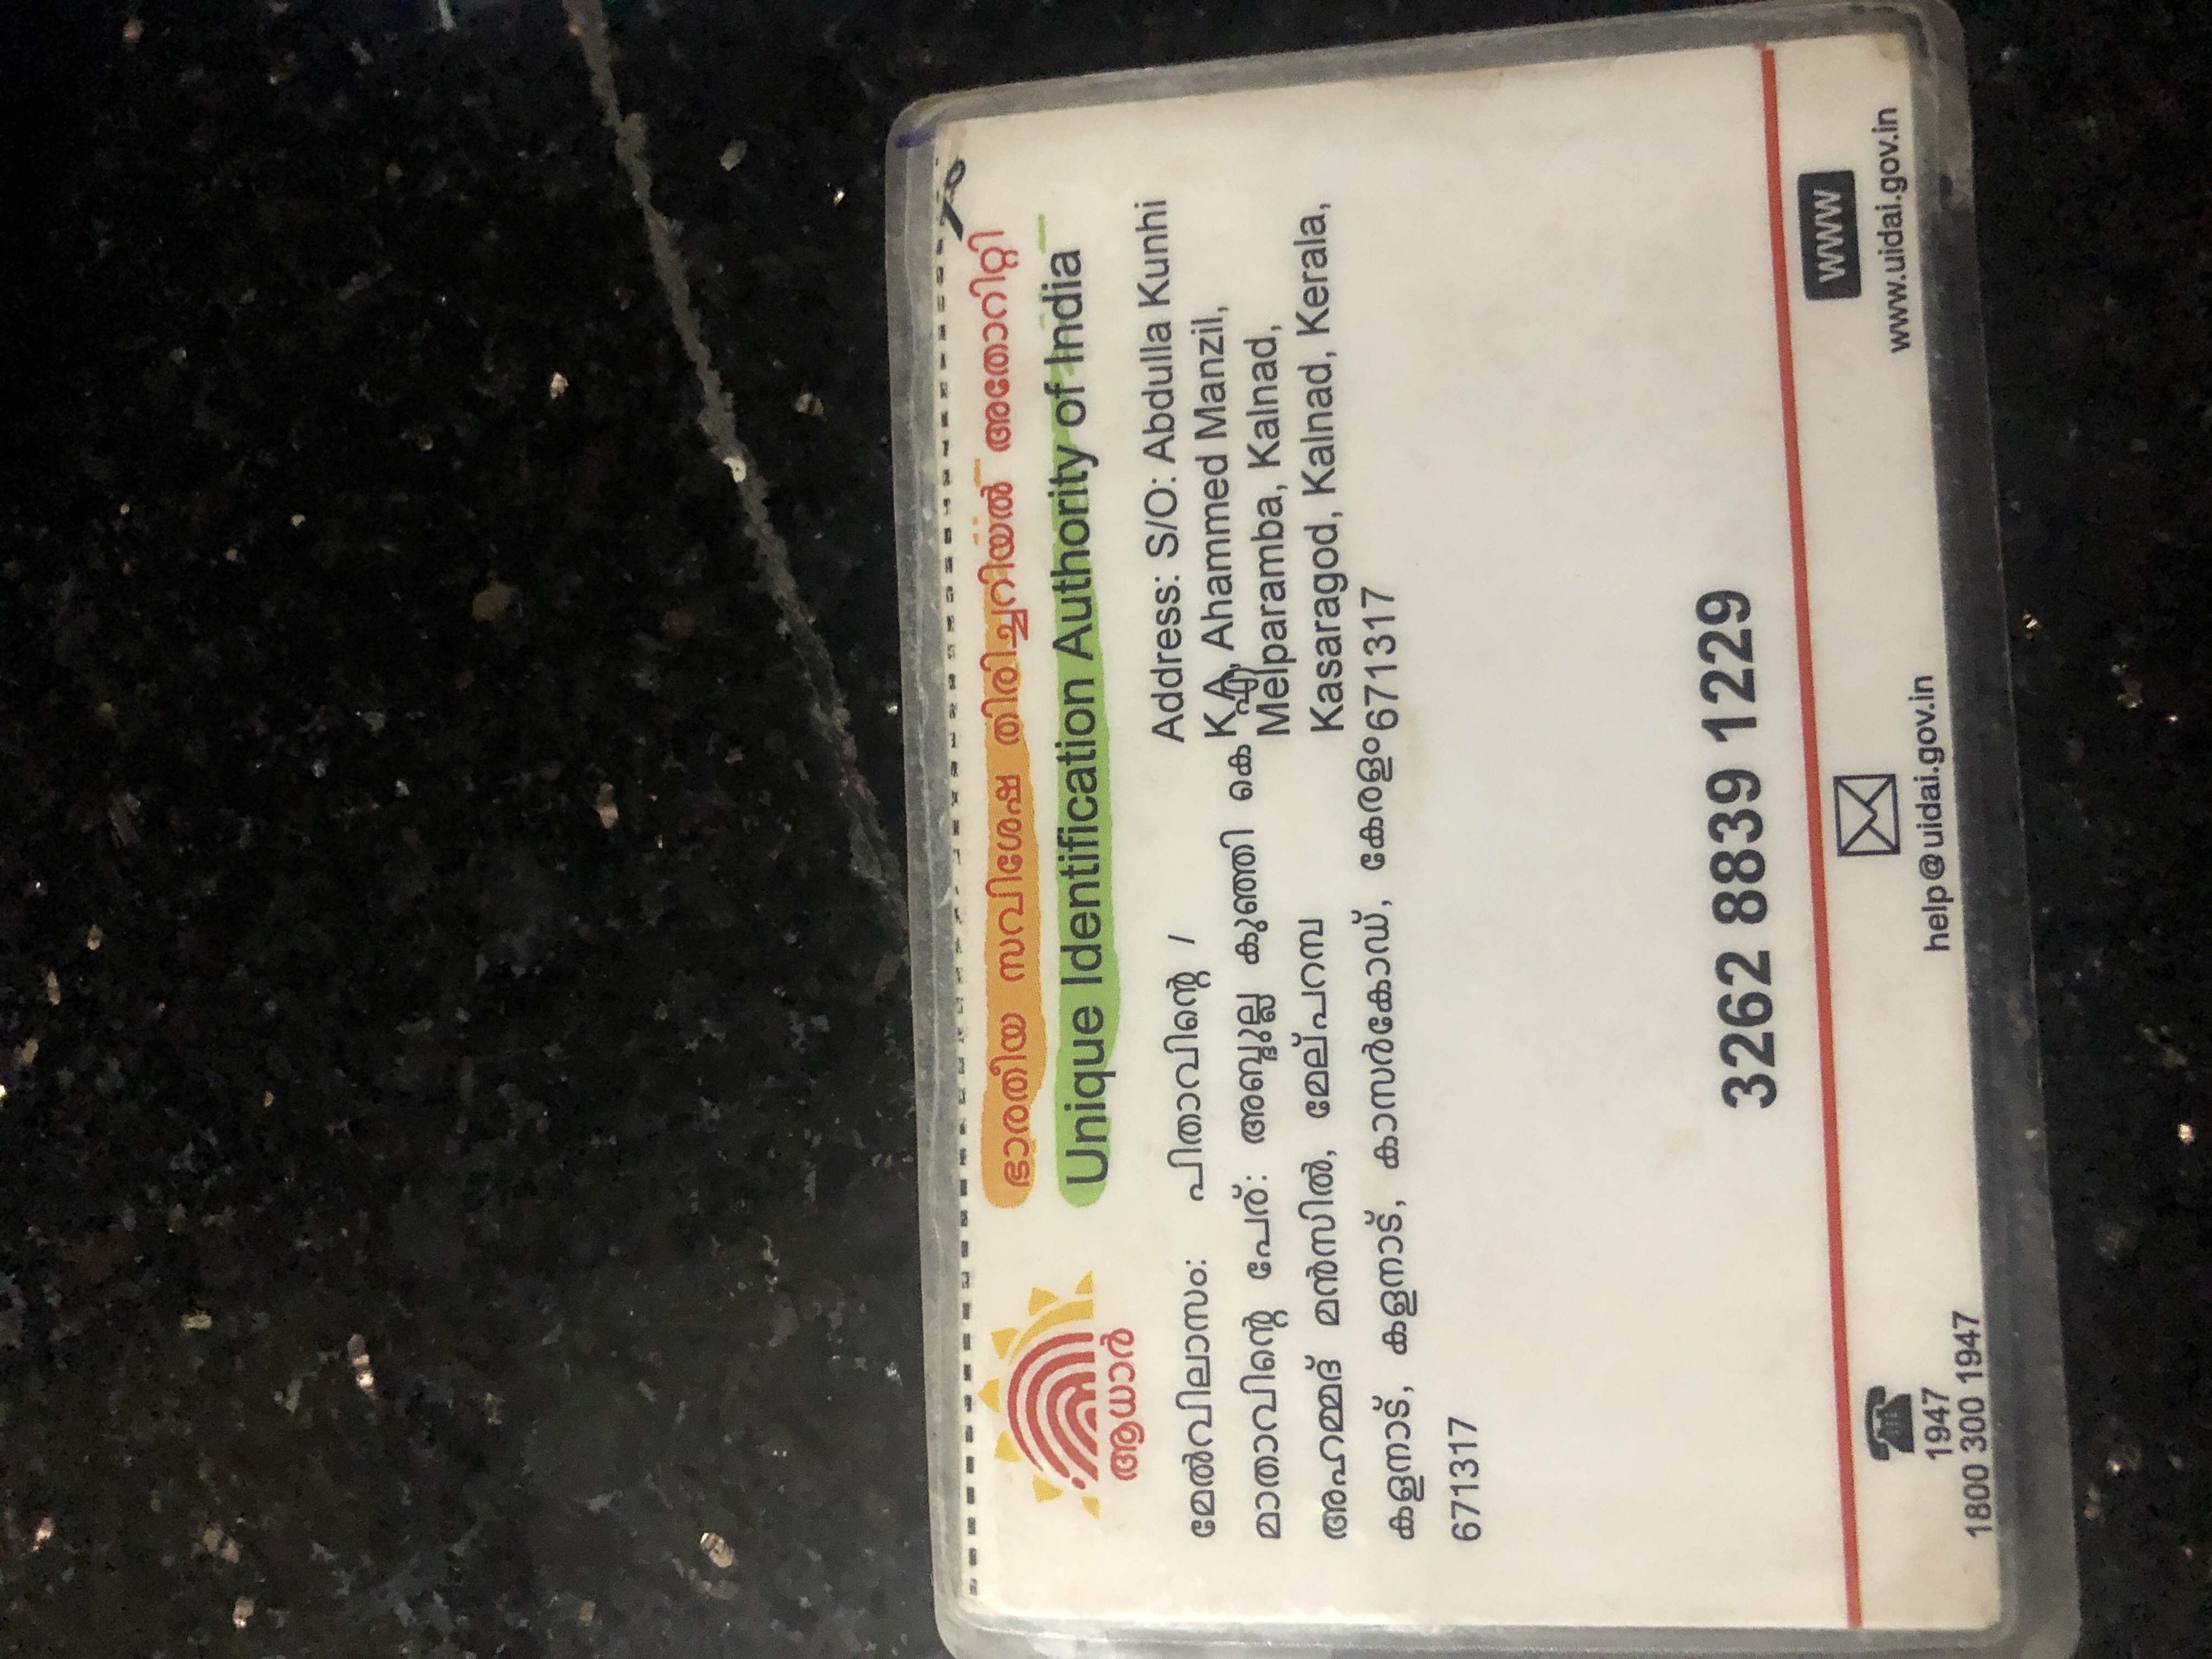 ഭാരതീയ സവിശേഷ തിരിച്ചറിയൽ അതോറിറ്റി
Unique Identification Authority of India
ആധാർ
മേൽവിലാസം: പിതാവിന്റെ /
മാതാവിന്റെ പേര്: അബ്ദുല്ല കുഞ്ഞി കെ എ,
അഹമ്മദ് മൻസിൽ, മേല്പറമ്പ
കളനാട്, കളനാട്, കാസർകോഡ്, കേരളം
671317
Address: S/O: Abdulla Kunhi
K A, Ahammed Manzil,
Melparamba, Kalnad,
Kasaragod, Kalnad, Kerala,
671317
3262 8839 1229
1947
1800 300 1947
help@uidai.gov.in
WWW
www.uidai.gov.in